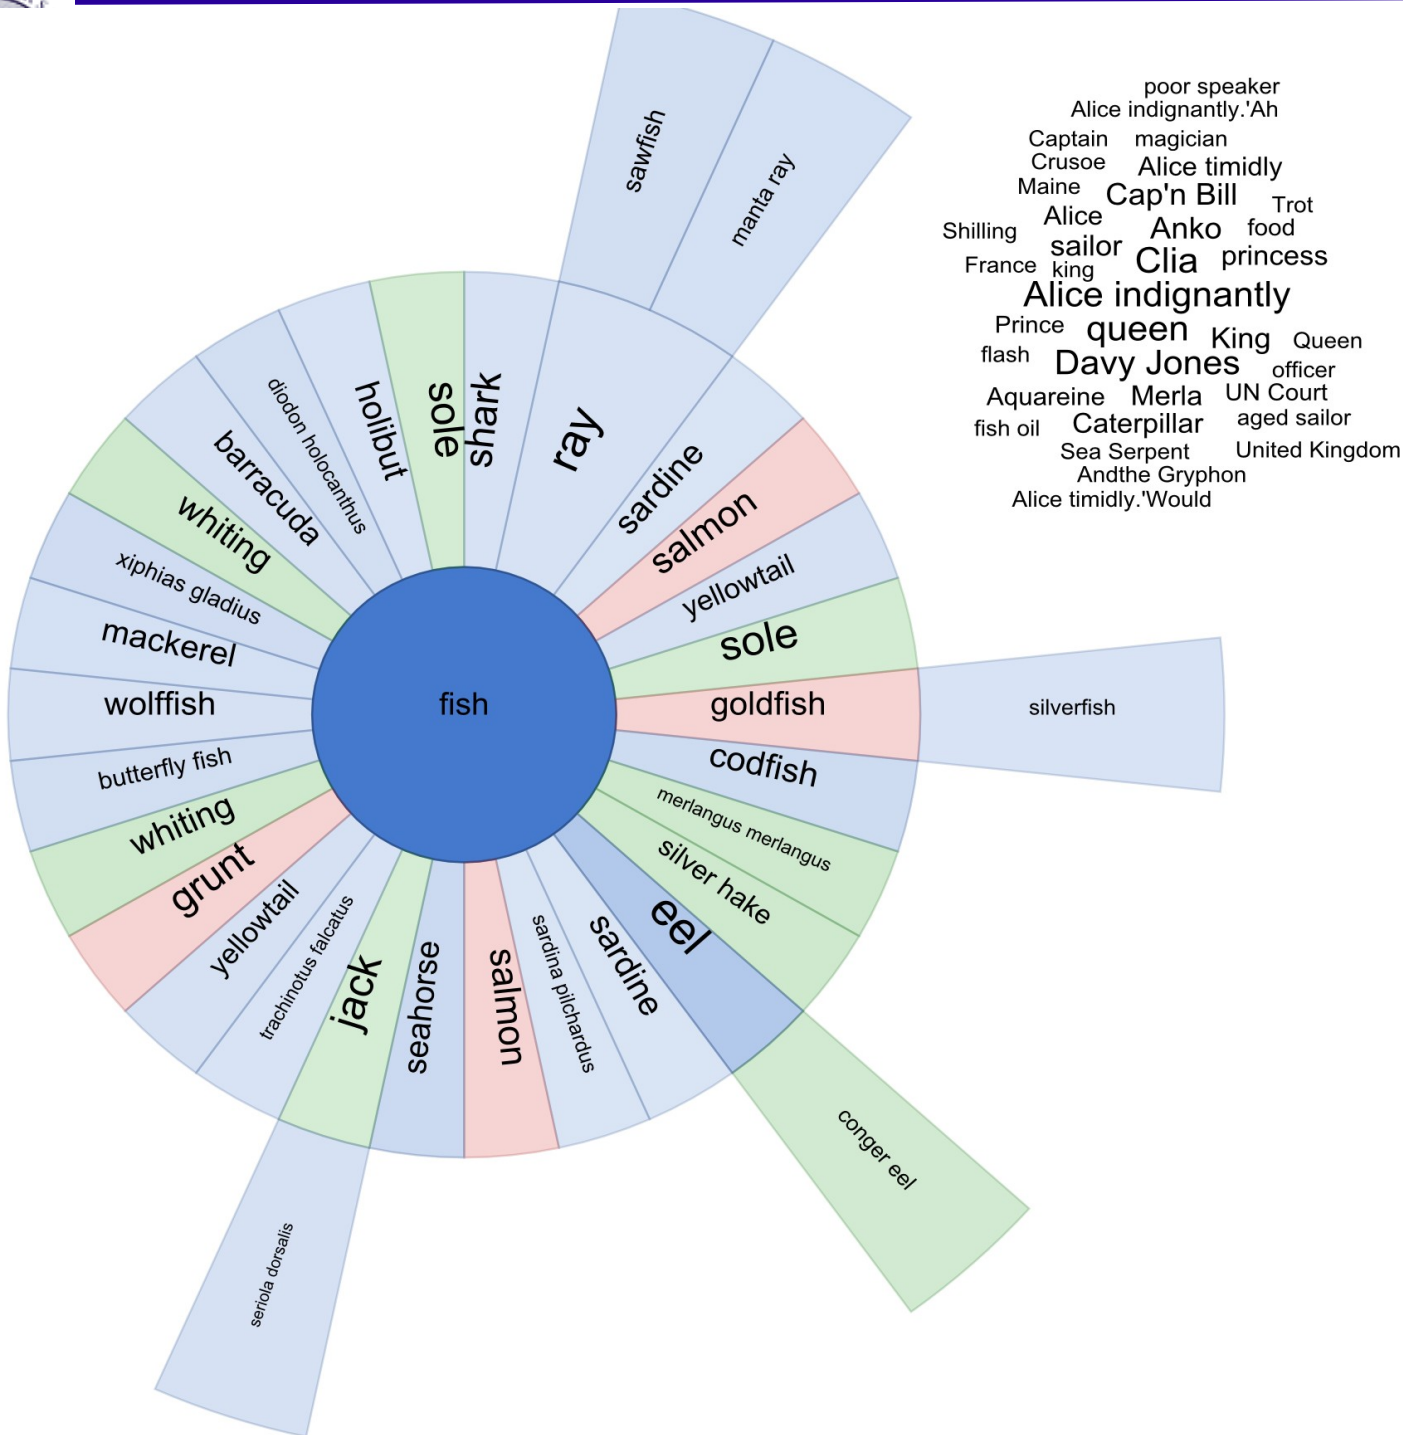 sawfish
manta ray
shark
ray
sardine
salmon
yellowtail
sole
goldfish
silverfish
codfish
merlangus merlangus
silver hake
eel
conger eel
sardine
sardina pilchardus
salmon
seahorse
jack
seriola dorsalis
trachinotus falcatus
yellowtail
grunt
whiting
butterfly fish
wolffish
mackerel
xiphias gladius
whiting
barracuda
diodon holocanthus
holibut
sole
fish
poor speaker
Alice indignantly.'Ah
Captain magician
Crusoe Alice timidly
Maine Cap'n Bill Trot
Alice
Shilling Anko food
sailor
France king Clia princess
Alice indignantly
Prince queen King Queen
flash Davy Jones officer
Aquareine Merla UN Court
fish oil Caterpillar aged sailor
Sea Serpent United Kingdom
Andthe Gryphon
Alice timidly.'Would